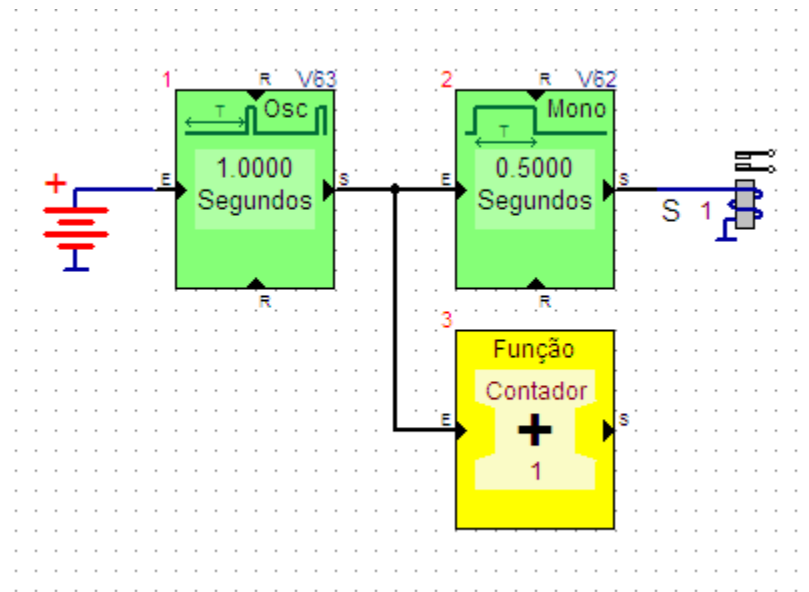 1 R V63
T Osc
1.0000
Segundos
E S
R
2 R V62
Mono
T
0.5000
Segundos
E S
R
+
S 1
3
Função
Contador
+
1
E S